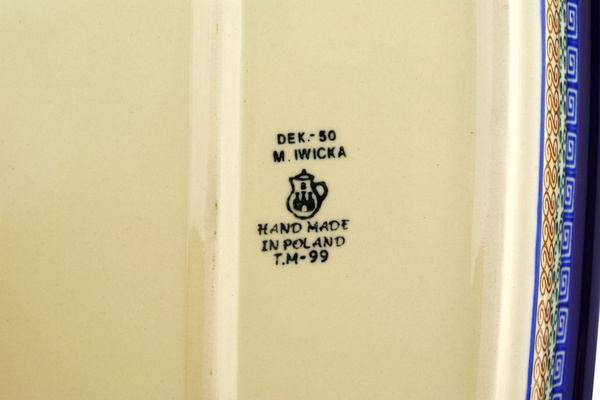 DEK.-50
M. IWICKA
B
HAND MADE
IN POLAND
T.M-99